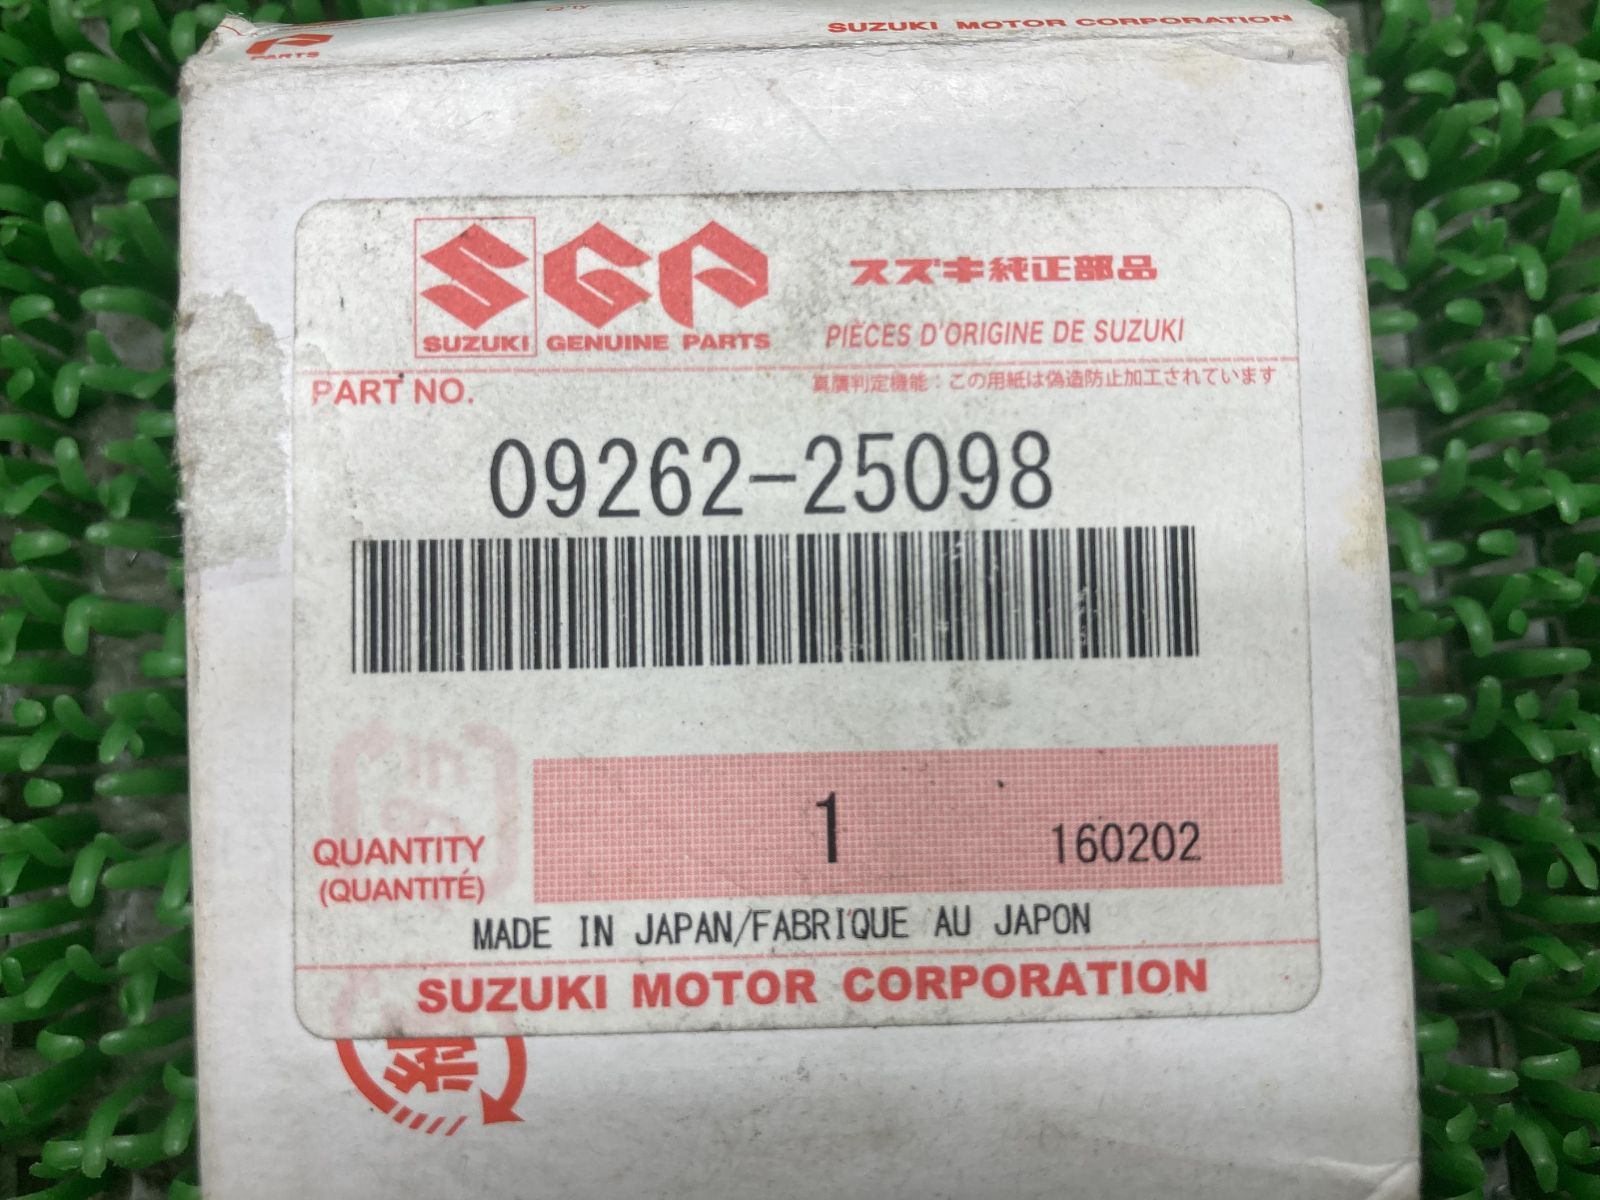 PARTS
SUZUKI MOTOR CORPORATION
SGP
スズキ純正部品
SUZUKI GENUINE PARTS
PIÈCES D'ORIGINE DE SUZUKI
PART NO.
真贋判定機能：この用紙は偽造防止加工されています
09262-25098
1
160202
QUANTITY
(QUANTITÉ)
MADE IN JAPAN/FABRIQUE AU JAPON
SUZUKI MOTOR CORPORATION